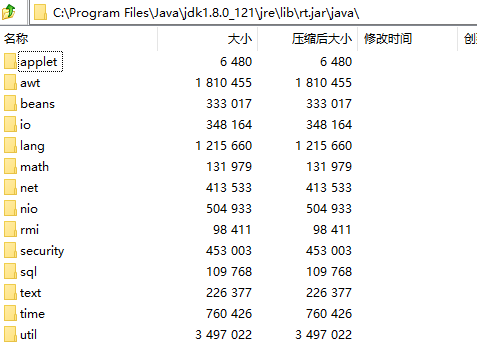 C:\Program Files\Java\jdk1.8.0_121\jre\lib\rt.jar\java\
名称 大小 压缩后大小 修改时间 创
applet 6 480 6 480
awt 1 810 455 1 810 455
beans 333 017 333 017
io 348 164 348 164
lang 1 215 660 1 215 660
math 131 979 131 979
net 413 533 413 533
nio 504 933 504 933
rmi 98 411 98 411
security 453 003 453 003
sql 109 768 109 768
text 226 377 226 377
time 760 426 760 426
util 3 497 022 3 497 022